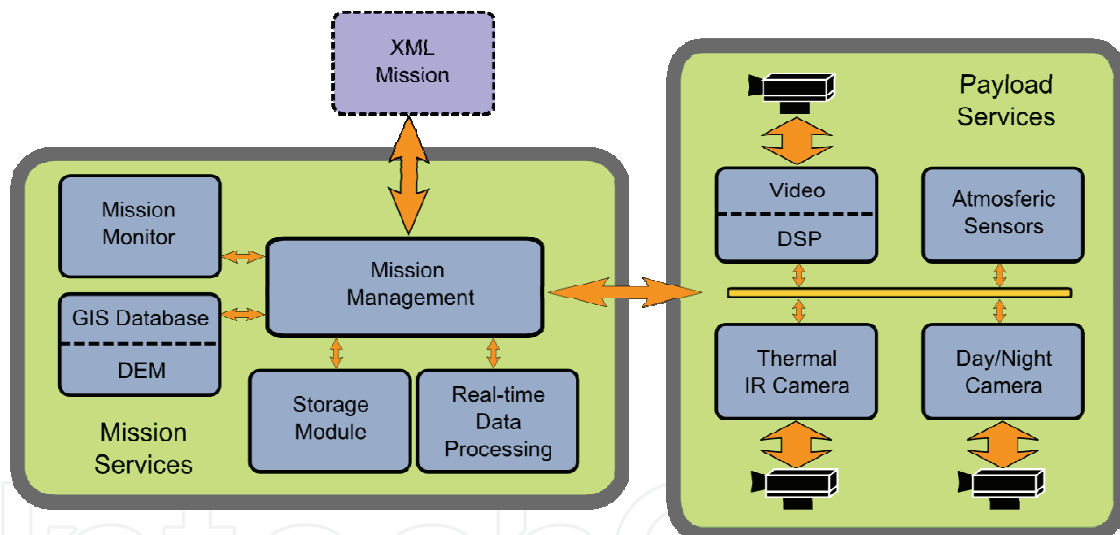 XML
Mission
Mission
Monitor
GIS Database
DEM
Mission
Services
Mission
Management
Storage
Module
Real-time
Data
Processing
Payload
Services
Video
DSP
Atmosferic
Sensors
Thermal
IR Camera
Day/Night
Camera